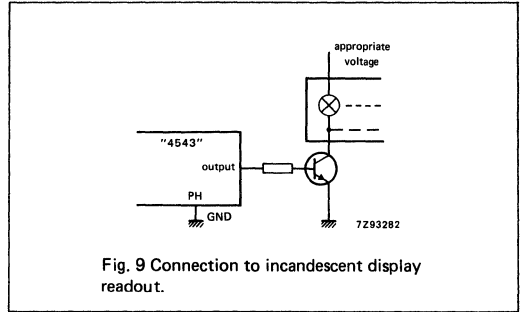 appropriate
voltage
"4543"
output
PH
GND
7Z93282
Fig. 9 Connection to incandescent display
readout.